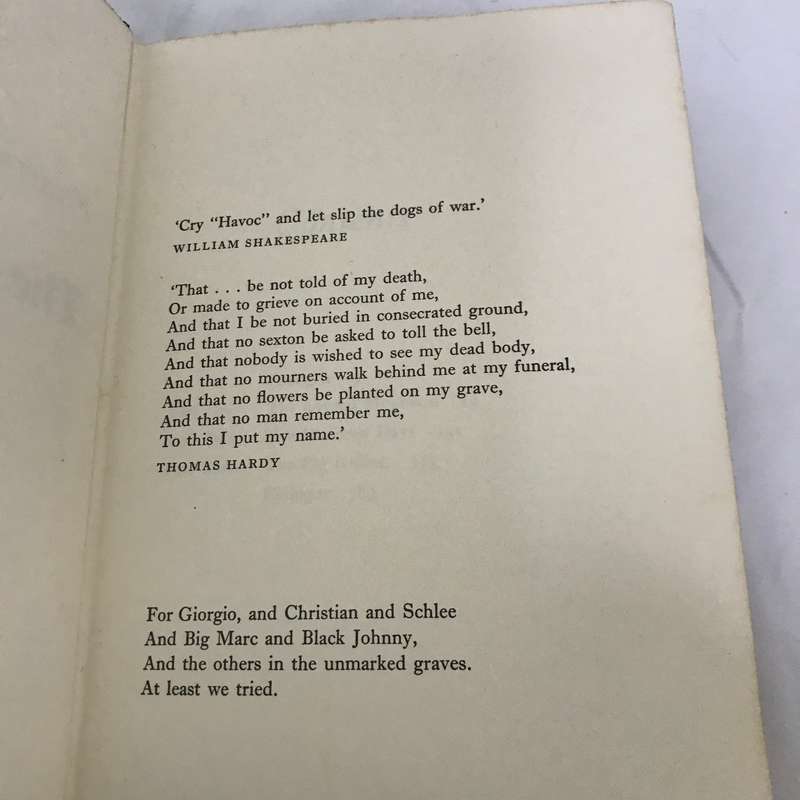 ‘Cry “Havoc” and let slip the dogs of war.’
WILLIAM SHAKESPEARE
‘That . . . be not told of my death,
Or made to grieve on account of me,
And that I be not buried in consecrated ground,
And that no sexton be asked to toll the bell,
And that nobody is wished to see my dead body,
And that no mourners walk behind me at my funeral,
And that no flowers be planted on my grave,
And that no man remember me,
To this I put my name.’
THOMAS HARDY
For Giorgio, and Christian and Schlee
And Big Marc and Black Johnny,
And the others in the unmarked graves.
At least we tried.